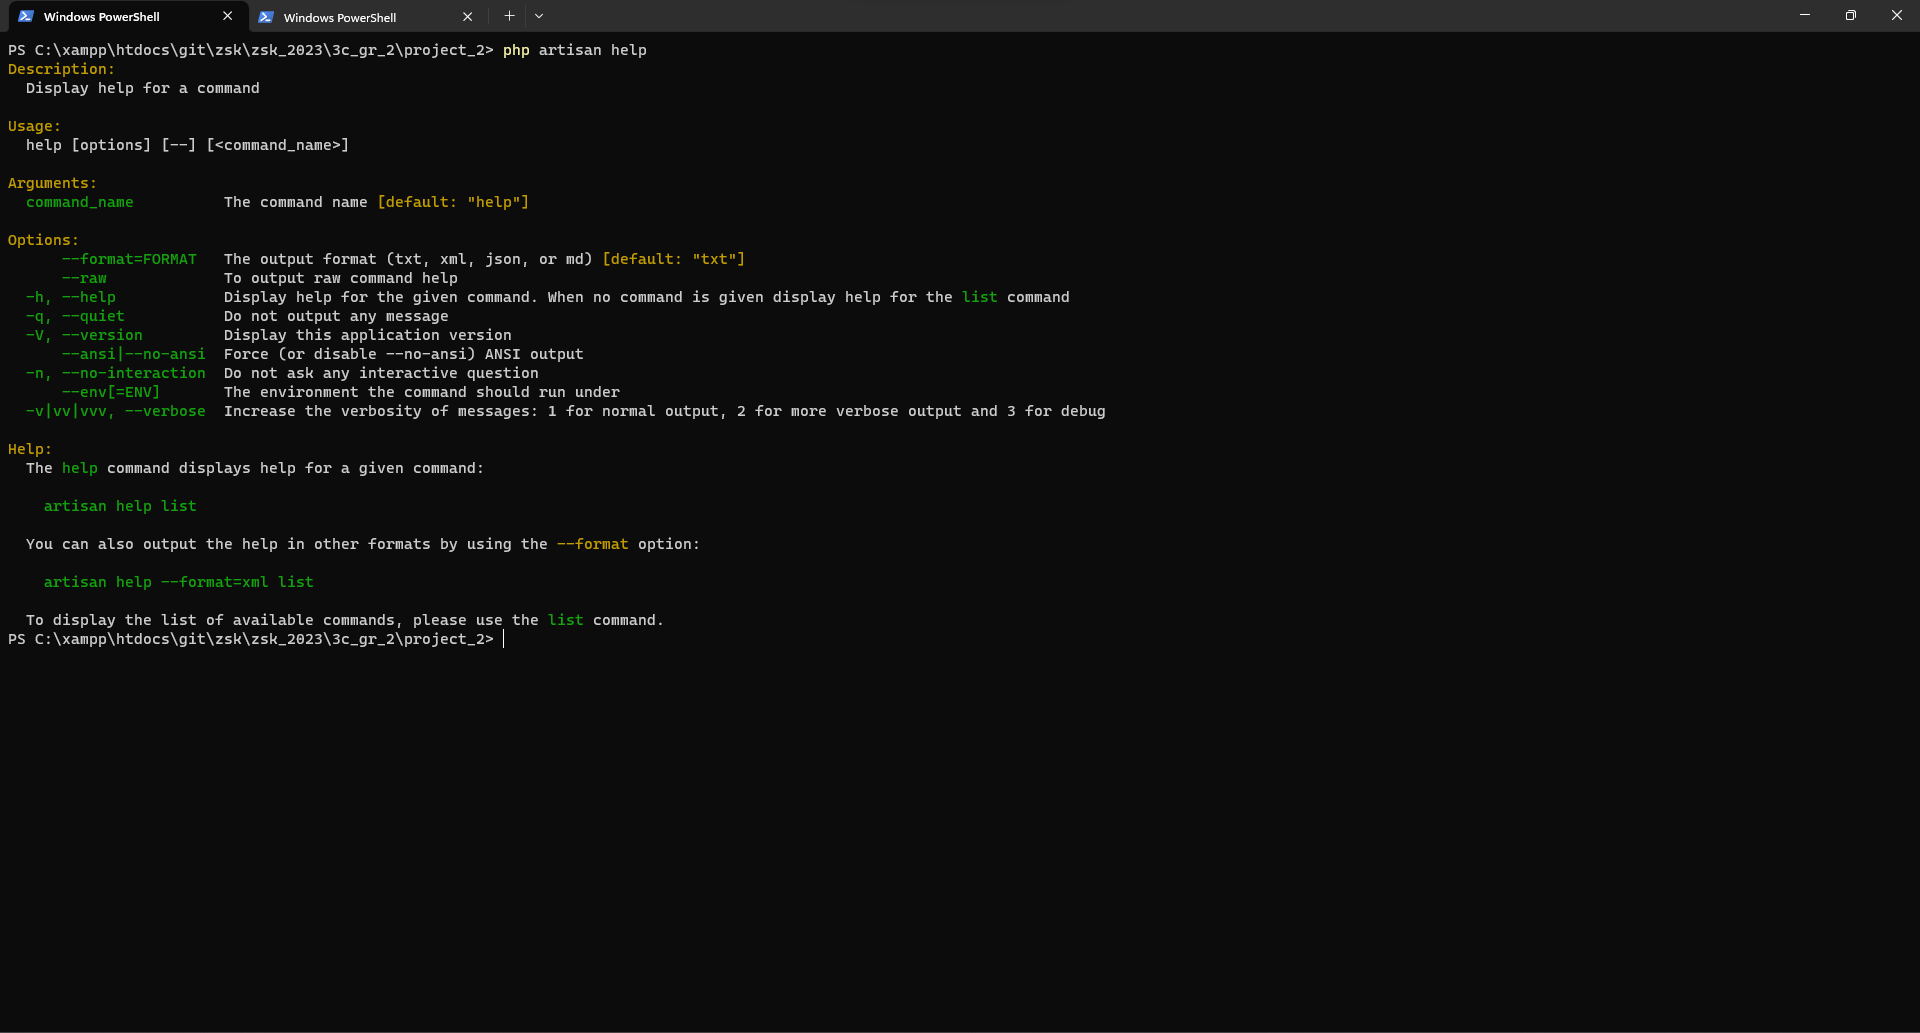 Windows PowerShell
Windows PowerShell
PS C:\xampp\htdocs\git\zsk\zsk_2023\3c_gr_2\project_2> php artisan help
Description:
  Display help for a command

Usage:
  help [options] [--] [<command_name>]

Arguments:
  command_name          The command name [default: "help"]

Options:
      --format=FORMAT   The output format (txt, xml, json, or md) [default: "txt"]
      --raw             To output raw command help
  -h, --help            Display help for the given command. When no command is given display help for the list command
  -q, --quiet           Do not output any message
  -V, --version         Display this application version
      --ansi|--no-ansi  Force (or disable --no-ansi) ANSI output
  -n, --no-interaction  Do not ask any interactive question
      --env[=ENV]       The environment the command should run under
  -v|vv|vvv, --verbose  Increase the verbosity of messages: 1 for normal output, 2 for more verbose output and 3 for debug

Help:
  The help command displays help for a given command:

    artisan help list

  You can also output the help in other formats by using the --format option:

    artisan help --format=xml list

  To display the list of available commands, please use the list command.
PS C:\xampp\htdocs\git\zsk\zsk_2023\3c_gr_2\project_2>